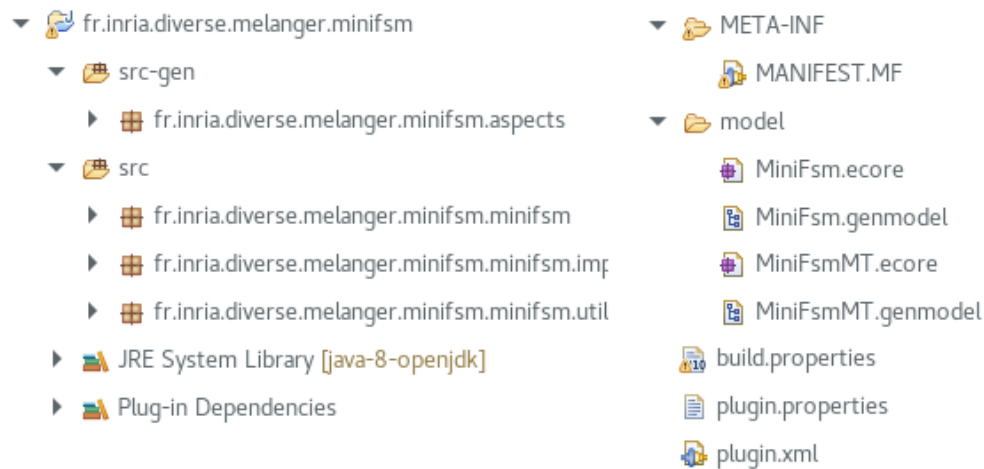 fr.inria.diverse.melanger.minifsm
src-gen
fr.inria.diverse.melanger.minifsm.aspects
src
fr.inria.diverse.melanger.minifsm.minifsm
fr.inria.diverse.melanger.minifsm.minifsm.imp
fr.inria.diverse.melanger.minifsm.minifsm.util
JRE System Library [java-8-openjdk]
Plug-in Dependencies
META-INF
MANIFEST.MF
model
MiniFsm.ecore
MiniFsm.genmodel
MiniFsmMT.ecore
MiniFsmMT.genmodel
build.properties
plugin.properties
plugin.xml